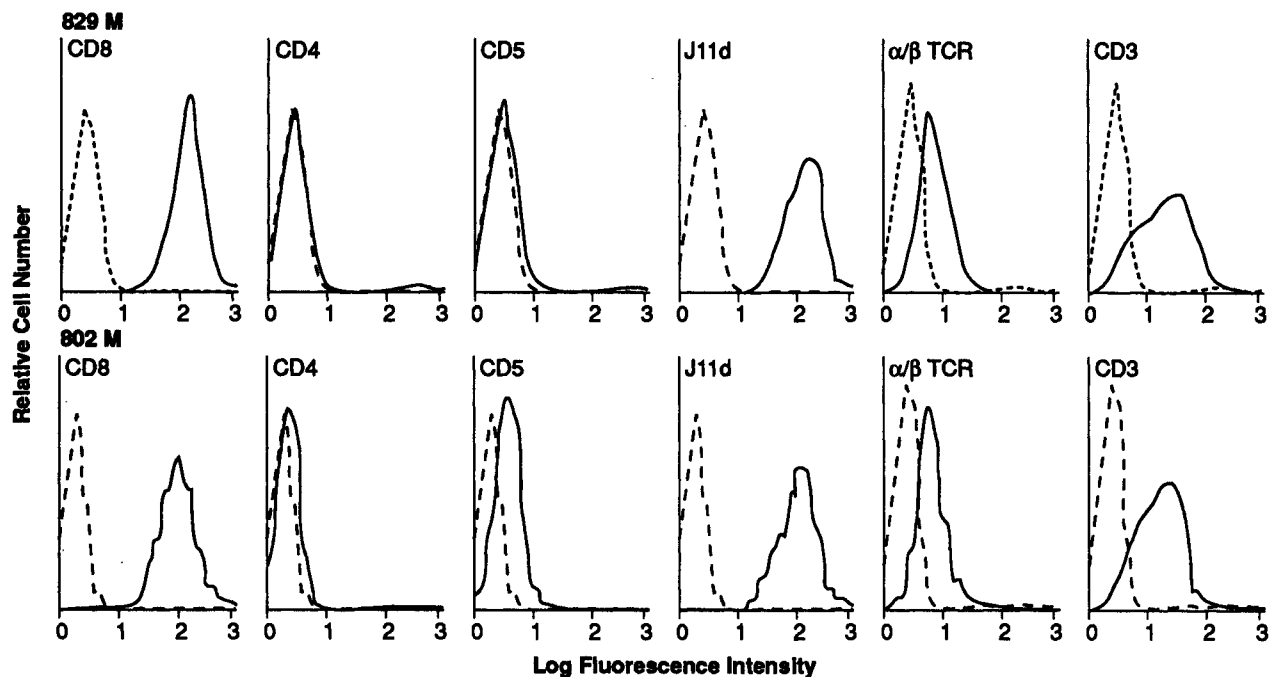 829 M
CD8 CD4 CD5 J11d α/β TCR CD3
0 1 2 3 0 1 2 3 0 1 2 3 0 1 2 3 0 1 2 3 0 1 2 3
802 M
CD8 CD4 CD5 J11d α/β TCR CD3
0 1 2 3 0 1 2 3 0 1 2 3 0 1 2 3 0 1 2 3 0 1 2 3
Relative Cell Number
Log Fluorescence Intensity